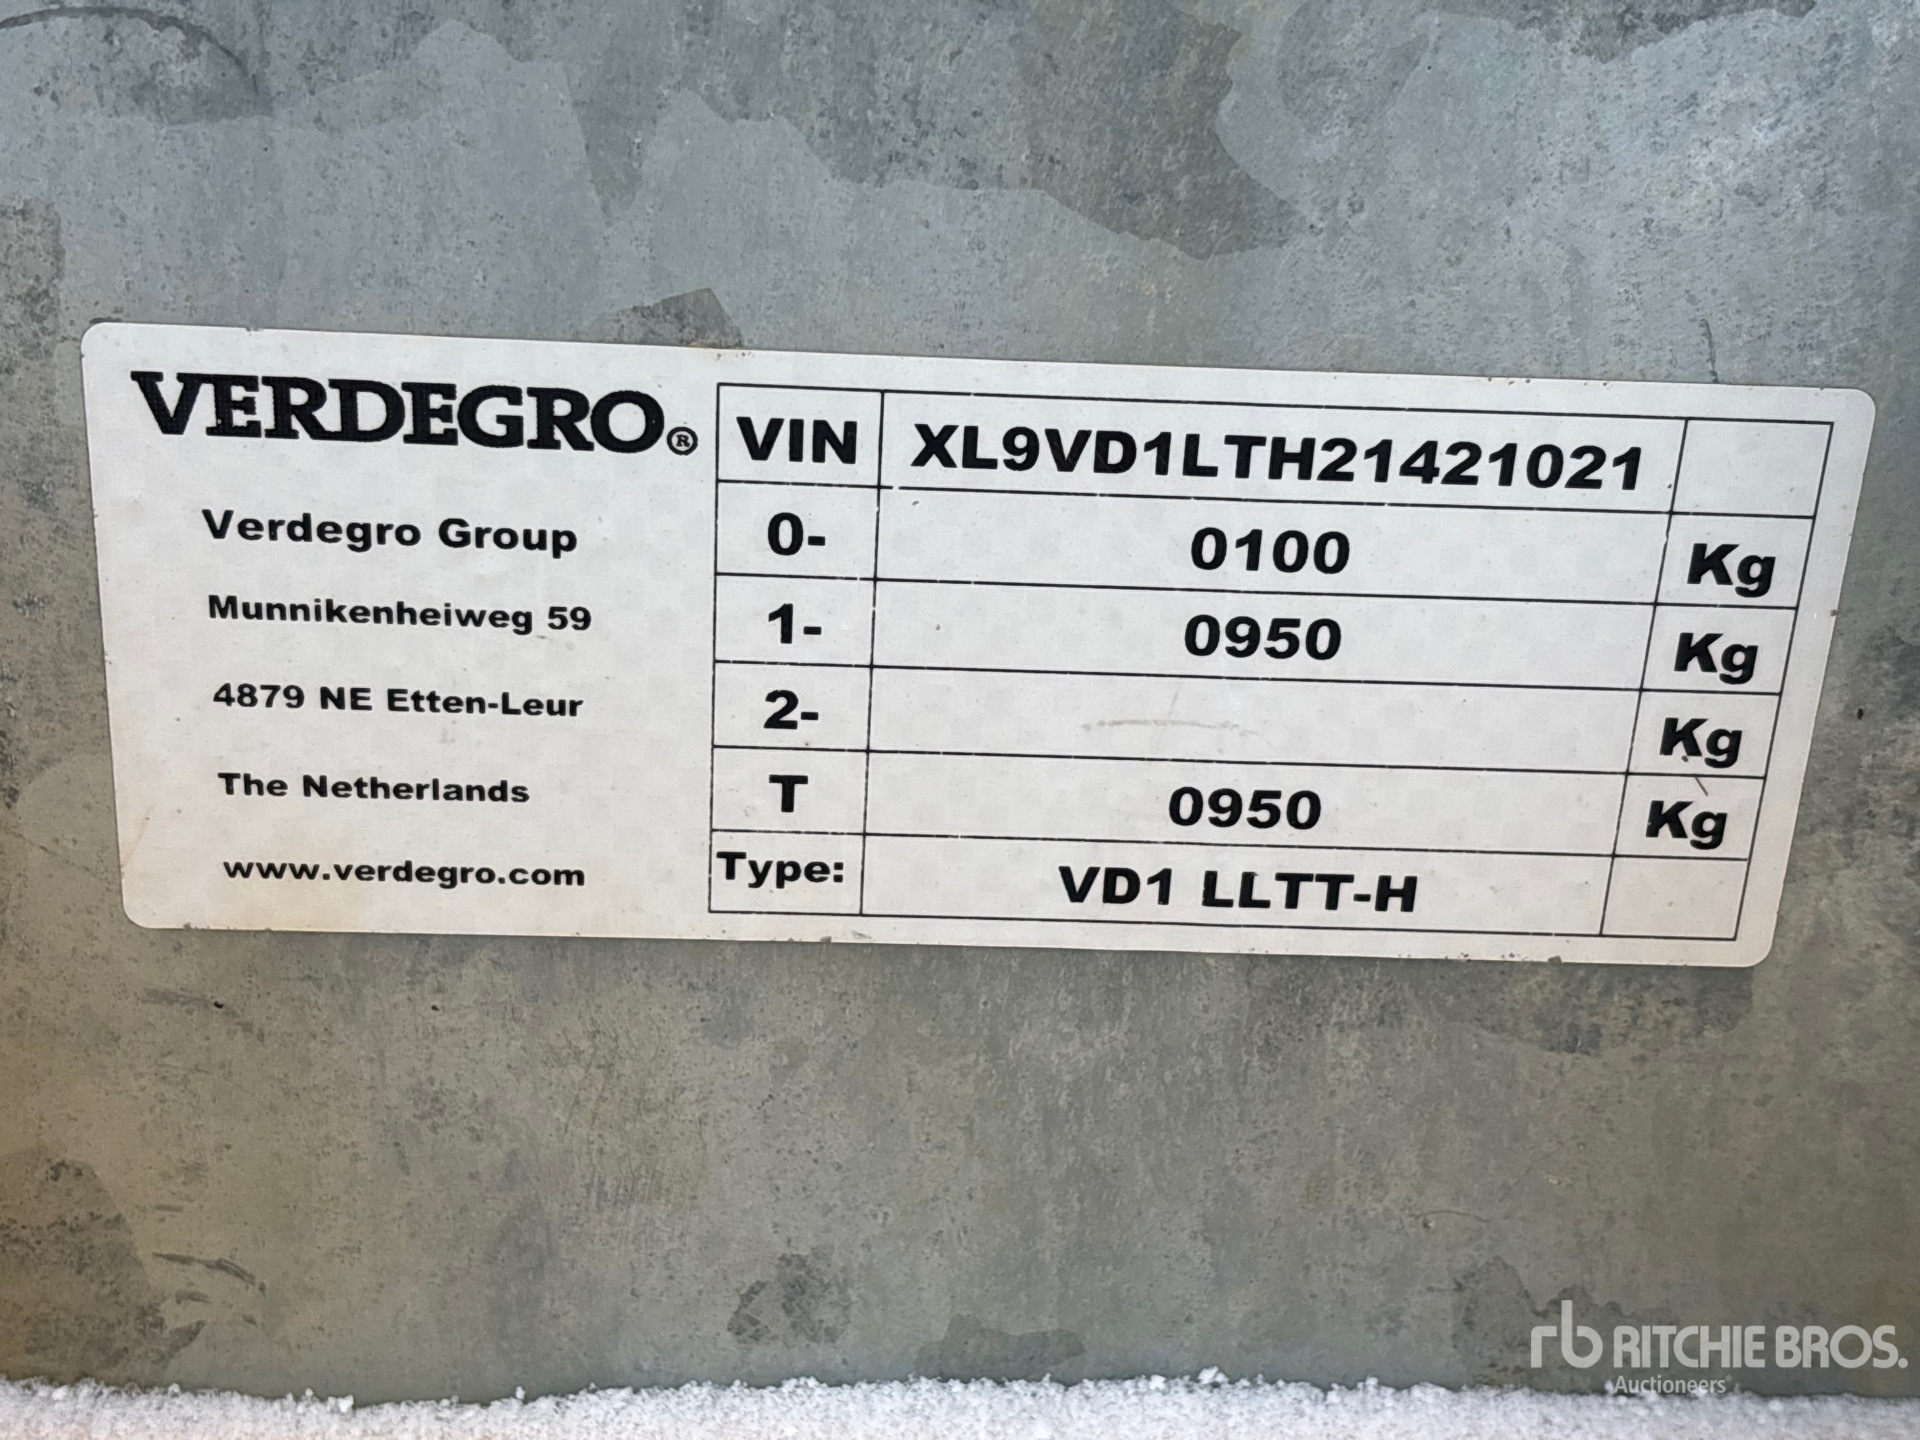 VERDEGRO®
Verdegro Group
Munnikenheiweg 59
4879 NE Etten-Leur
The Netherlands
www.verdegro.com
VIN XL9VD1LTH21421021
0- 0100 Kg
1- 0950 Kg
2- Kg
T 0950 Kg
Type: VD1 LLTT-H
rb RITCHIE BROS.
Auctioneers